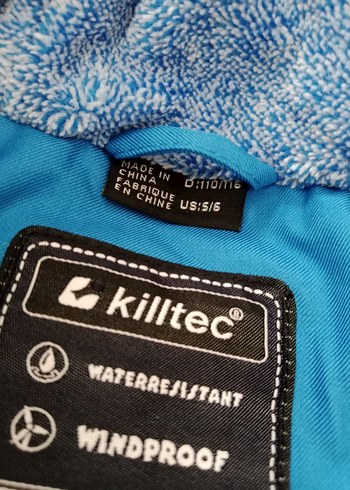 MADE IN
CHINA
FABRIQUE
EN CHINE
D:110/116
US:5/6
killtec®
WATERRESISTANT
WINDPROOF